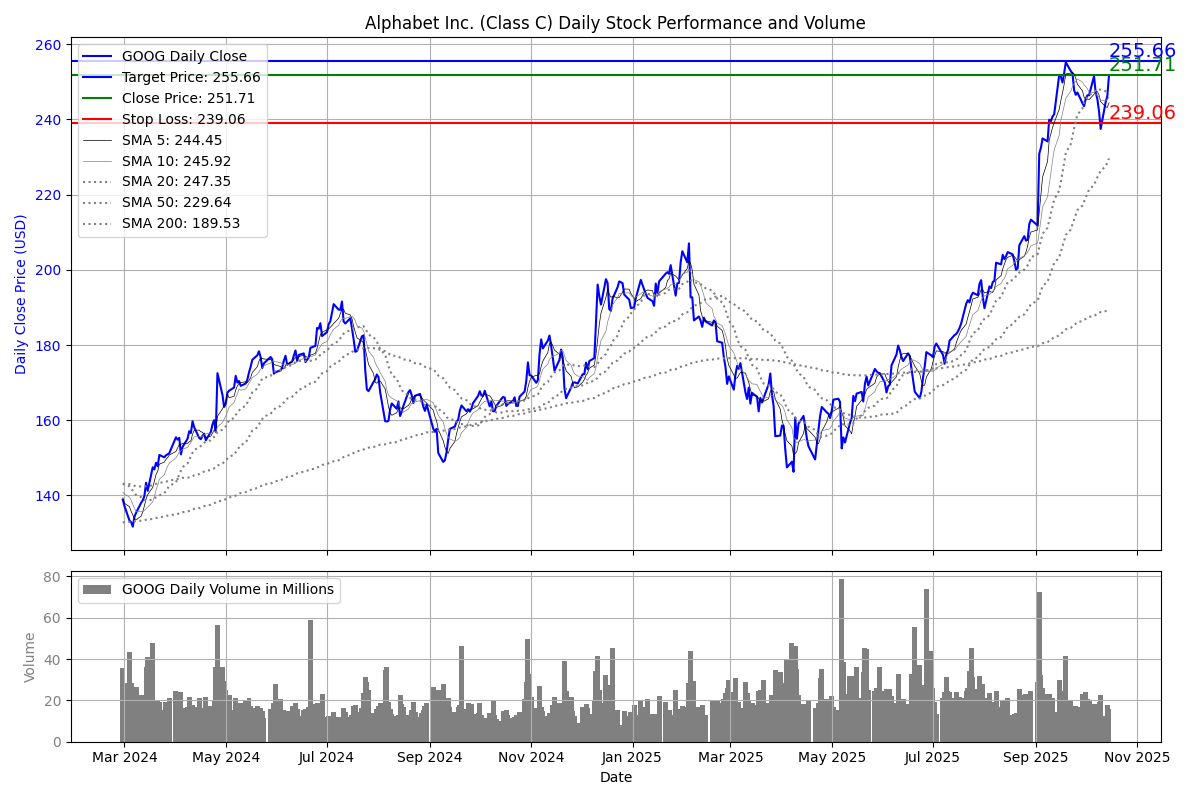 Alphabet Inc. (Class C) Daily Stock Performance and Volume
260
240
220
200
180
160
140
Daily Close Price (USD)
GOOG Daily Close
Target Price: 255.66
Close Price: 251.71
Stop Loss: 239.06
SMA 5: 244.45
SMA 10: 245.92
SMA 20: 247.35
SMA 50: 229.64
SMA 200: 189.53
255.66
251.71
239.06
80
60
40
20
0
Volume
GOOG Daily Volume in Millions
Mar 2024
May 2024
Jul 2024
Sep 2024
Nov 2024
Jan 2025
Mar 2025
May 2025
Jul 2025
Sep 2025
Nov 2025
Date